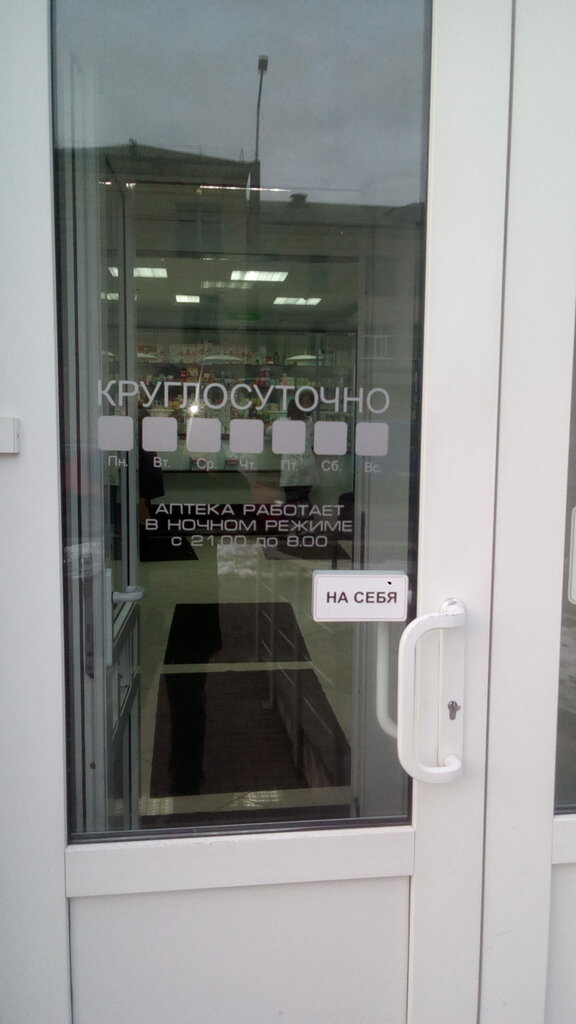 КРУГЛОСУТОЧНО
Пн. Вт. Ср. Чт. Пт. Сб. Вс.
АПТЕКА РАБОТАЕТ
В НОЧНОМ РЕЖИМЕ
С 21.00 ДО 8.00
НА СЕБЯ